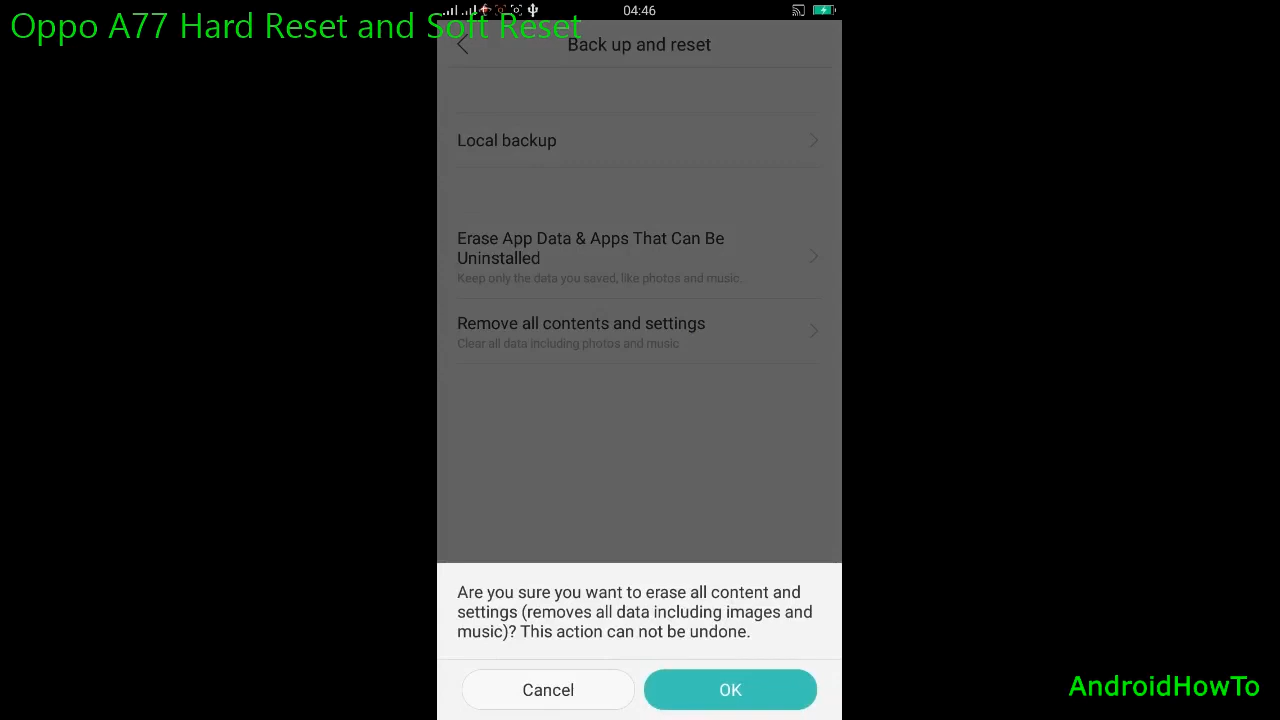 Oppo A77 Hard Reset and Soft Reset
04:46
Back up and reset
Local backup
Erase App Data & Apps That Can Be
Uninstalled
Keep only the data you saved, like photos and music...
Remove all contents and settings
Clear all data including photos and music
Are you sure you want to erase all content and
settings (removes all data including images and
music)? This action can not be undone.
Cancel
OK
AndroidHowTo